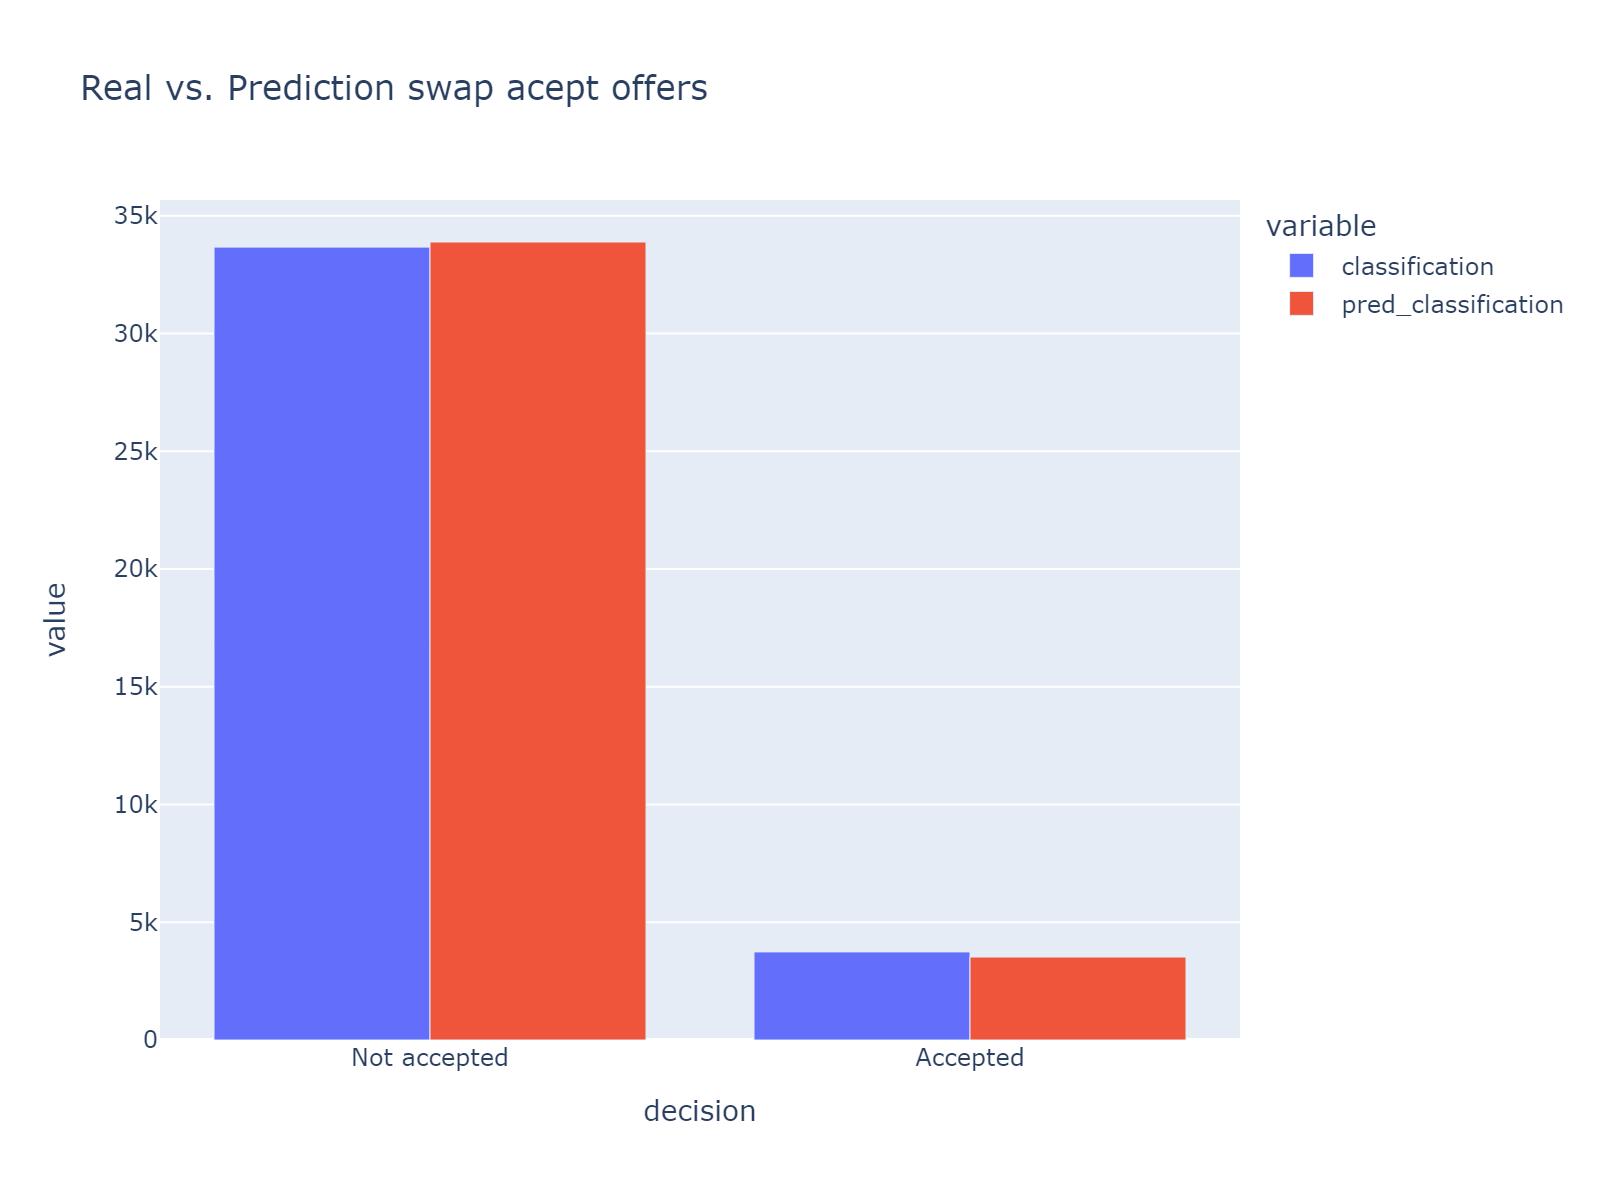 Real vs. Prediction swap acept offers
variable
classification
pred_classification
35k
30k
25k
20k
15k
10k
5k
0
value
Not accepted
Accepted
decision